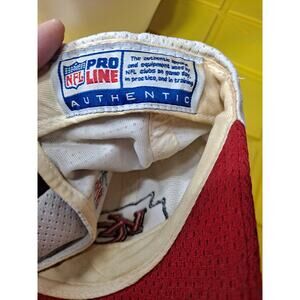 NFL
PRO
LINE
AUTHENTIC
The authentic
and equipment worn by
NFL clubs on game day,
in practice, and in training